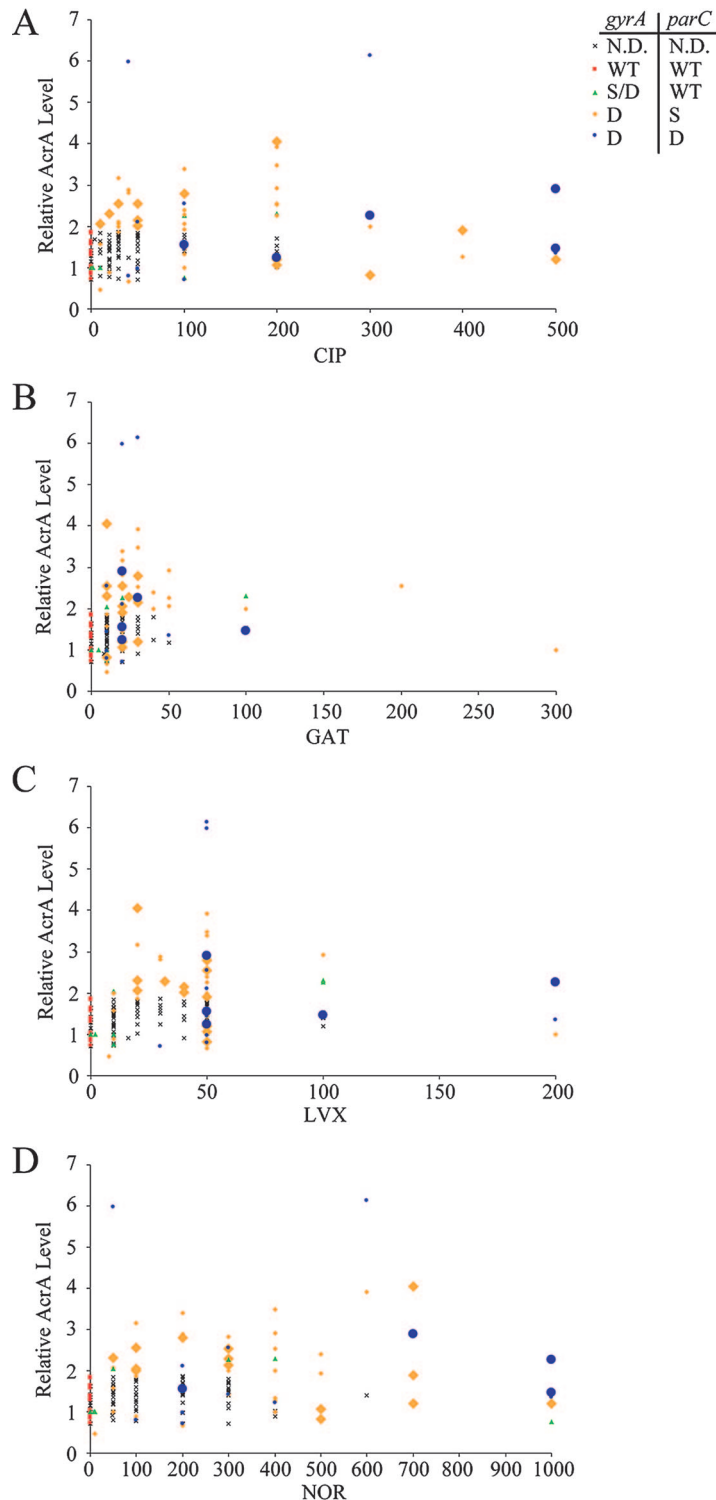 A
gyrA parC
N.D. N.D.
WT WT
S/D WT
D S
D D
Relative AcrA Level
7
6
5
4
3
2
1
0
0 100 200 300 400 500
CIP
B
Relative AcrA Level
7
6
5
4
3
2
1
0
0 50 100 150 200 250 300
GAT
C
Relative AcrA Level
7
6
5
4
3
2
1
0
0 50 100 150 200
LVX
D
Relative AcrA Level
7
6
5
4
3
2
1
0
0 100 200 300 400 500 600 700 800 900 1000
NOR